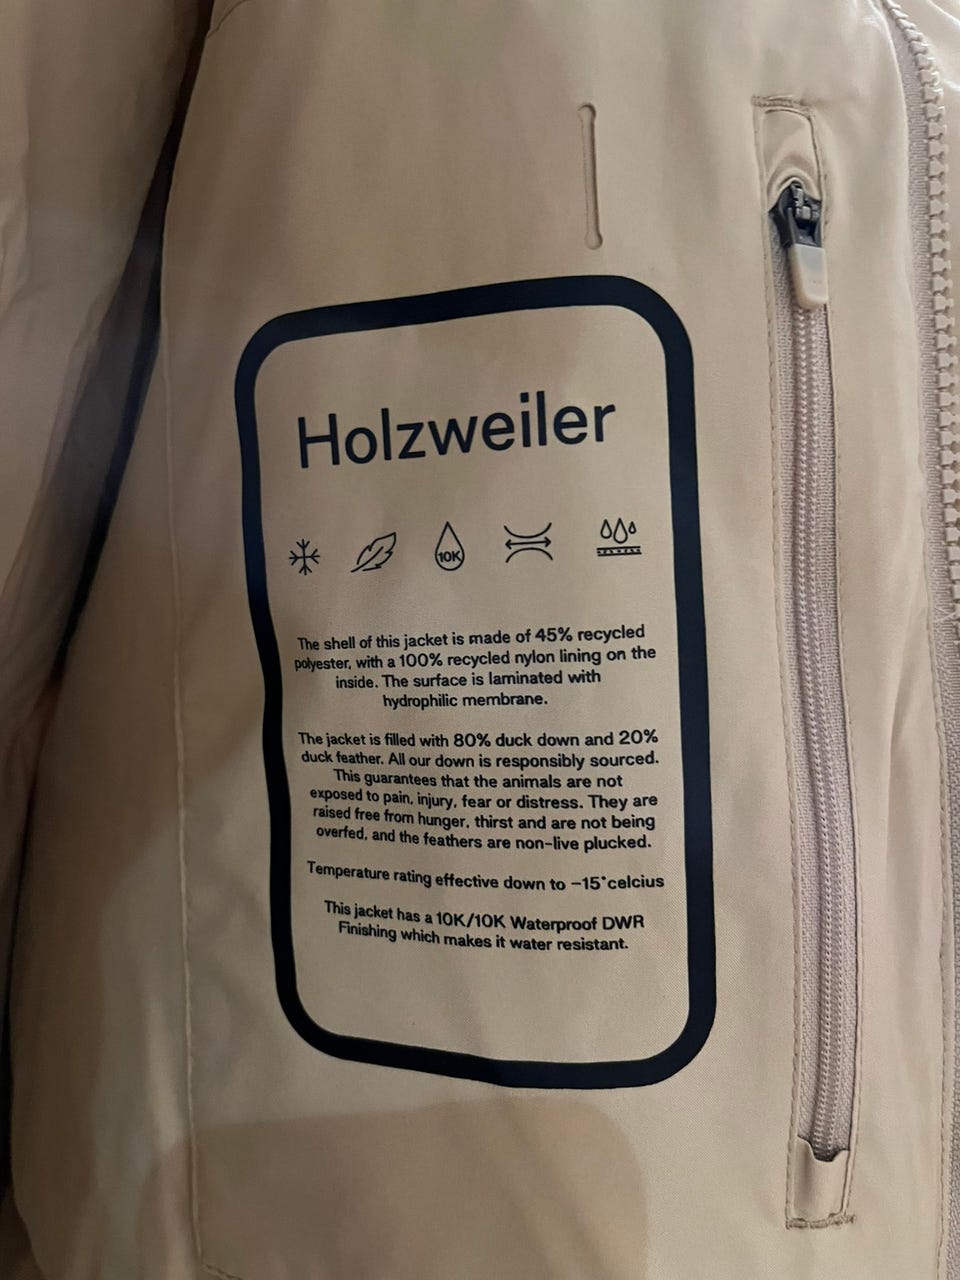 Holzweiler
10K
The shell of this jacket is made of 45% recycled
polyester, with a 100% recycled nylon lining on the
inside. The surface is laminated with
hydrophilic membrane.
The jacket is filled with 80% duck down and 20%
duck feather. All our down is responsibly sourced.
This guarantees that the animals are not
exposed to pain, injury, fear or distress. They are
raised free from hunger, thirst and are not being
overfed, and the feathers are non-live plucked.
Temperature rating effective down to -15°celcius
This jacket has a 10K/10K Waterproof DWR
Finishing which makes it water resistant.